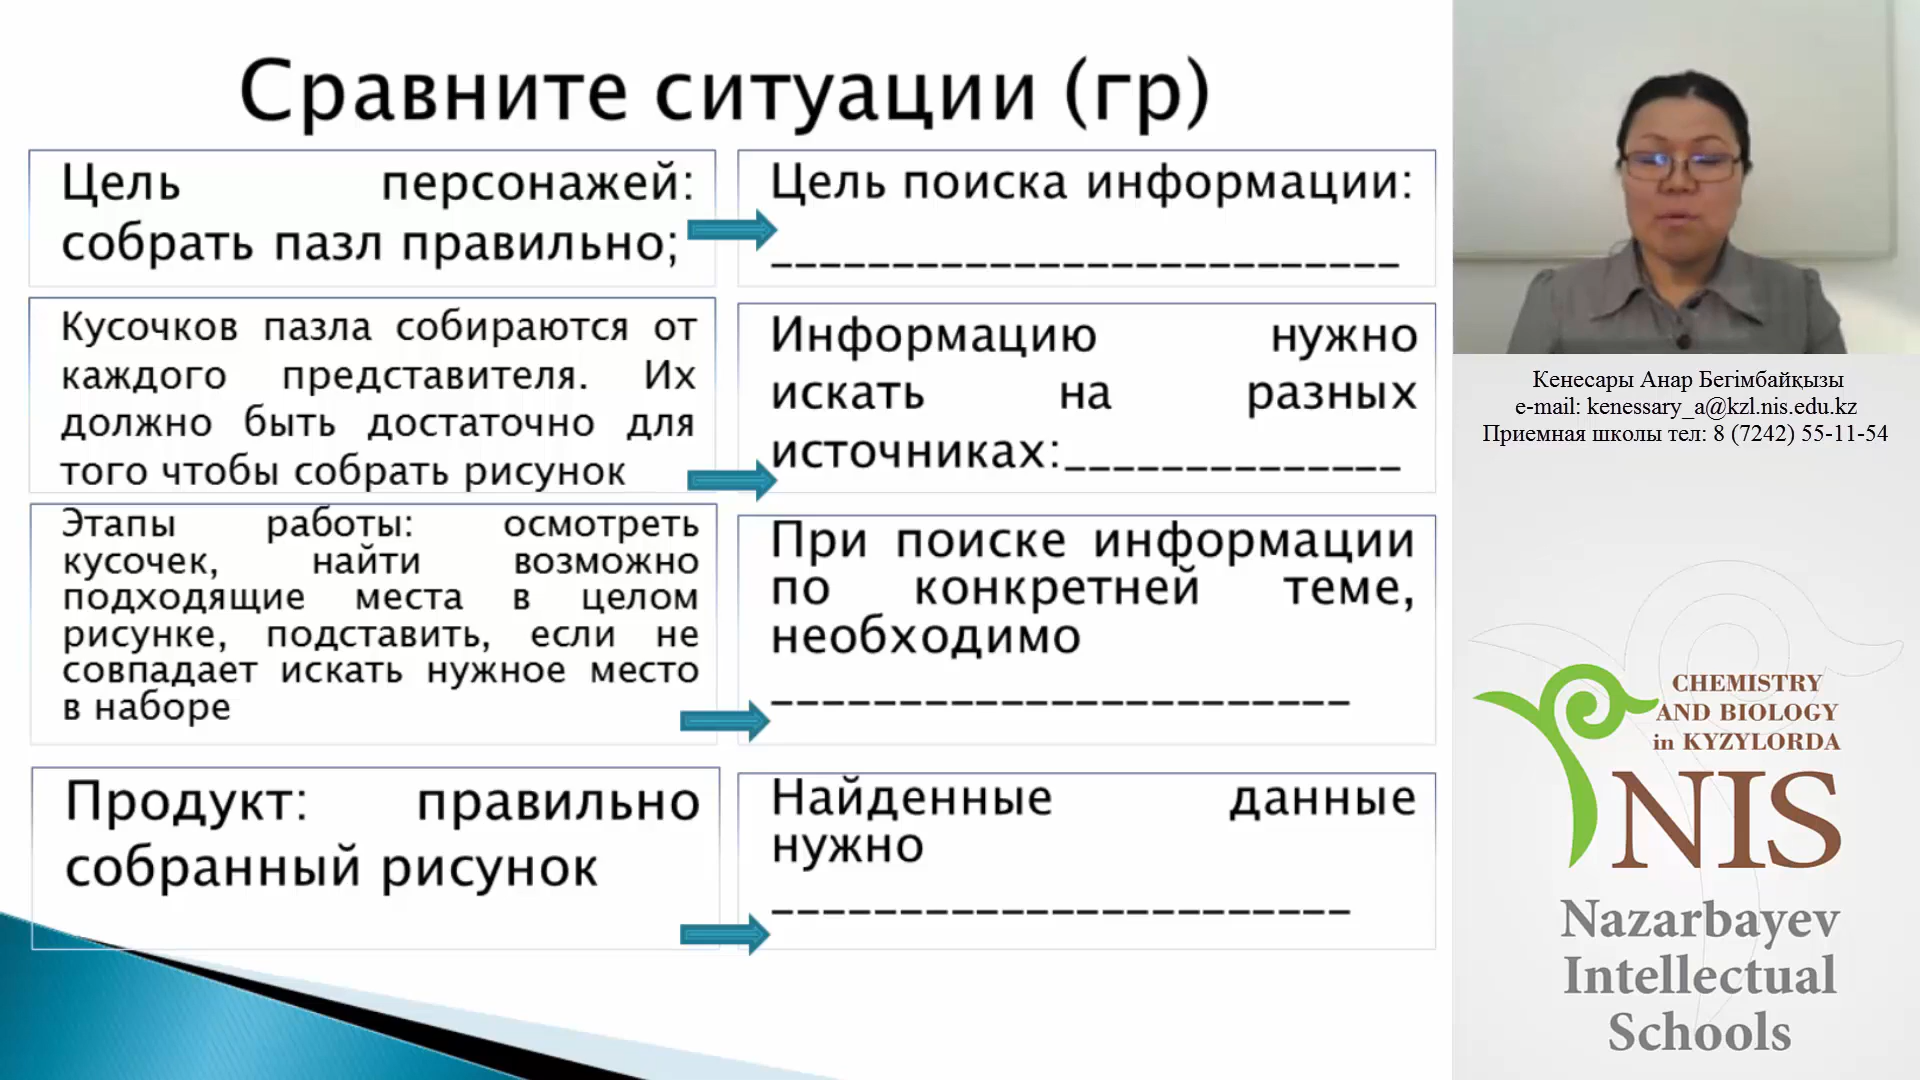 Сравните ситуации (гр)
Цель персонажей:
собрать пазл правильно;
Цель поиска информации:
__________________________
Кусочков пазла собираются от
каждого представителя. Их
должно быть достаточно для
того чтобы собрать рисунок
Информацию нужно
искать на разных
источниках:______________
Этапы работы: осмотреть
кусочек, найти возможно
подходящие места в целом
рисунке, подставить, если не
совпадает искать нужное место
в наборе
При поиске информации
по конкретней теме,
необходимо
________________________
Продукт: правильно
собранный рисунок
Найденные данные
нужно
________________________
Кенесары Анар Бегімбайқызы
e-mail: kenessary_a@kzl.nis.edu.kz
Приемная школы тел: 8 (7242) 55-11-54
CHEMISTRY
AND BIOLOGY
in KYZYLORDA
NIS
Nazarbayev
Intellectual
Schools